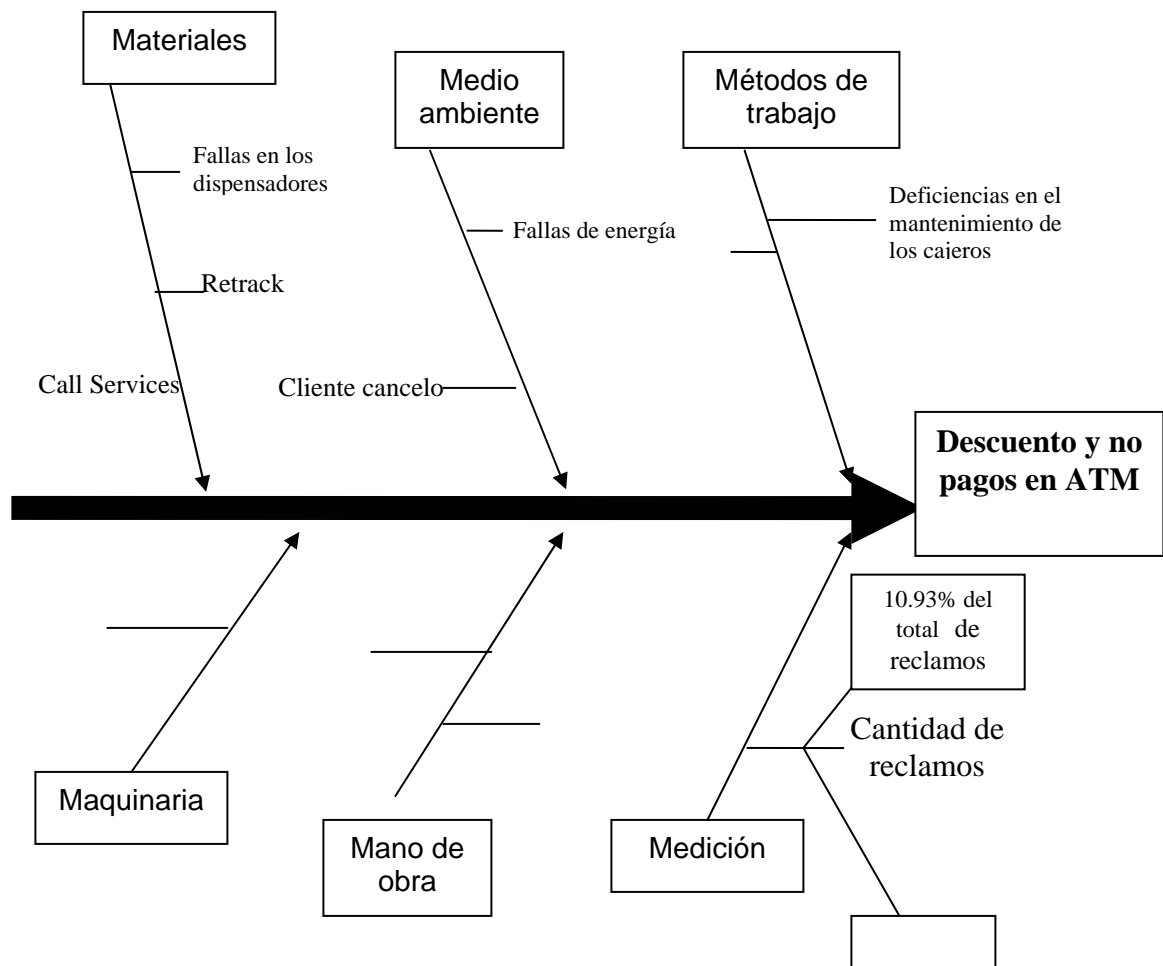 Materiales
Medio
ambiente
Métodos de
trabajo
Fallas en los
dispensadores
Fallas de energía
Deficiencias en el
mantenimiento de
los cajeros
Retrack
Call Services
Cliente cancelo
Descuento y no
pagos en ATM
10.93% del
total de
reclamos
Cantidad de
reclamos
Maquinaria
Mano de
obra
Medición